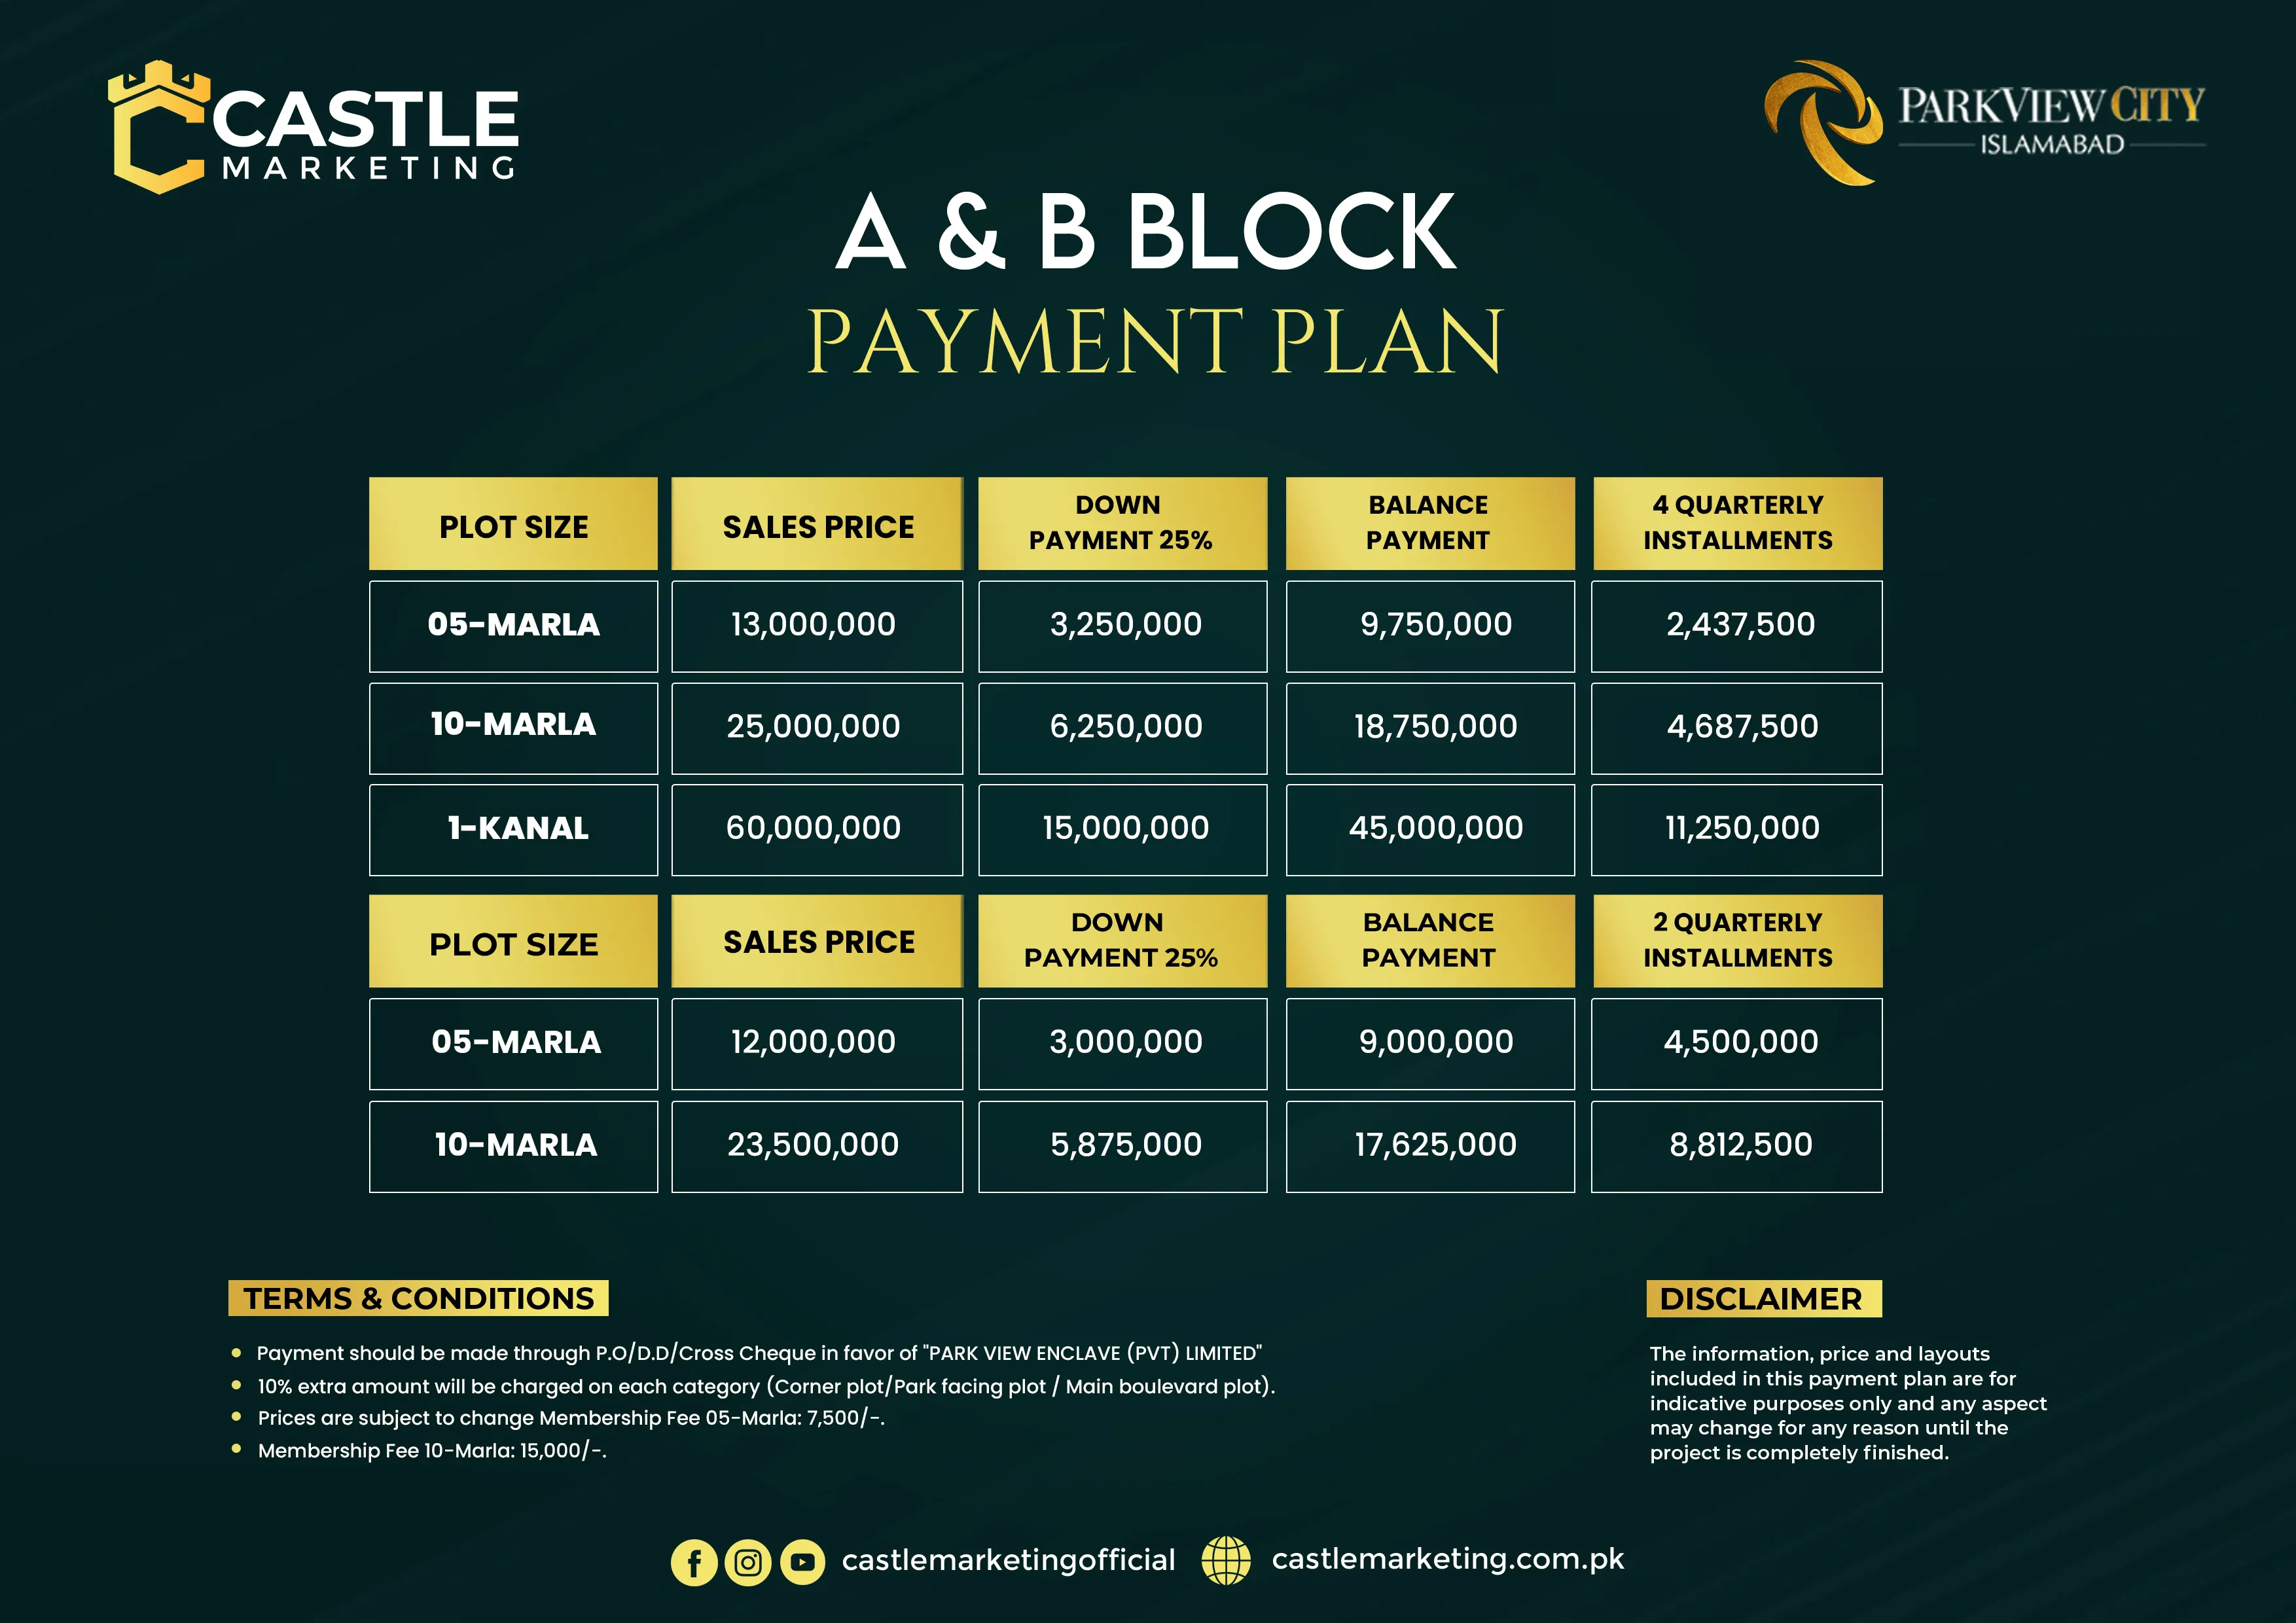 CASTLE
MARKETING
PARKVIEW CITY
ISLAMABAD
A & B BLOCK
PAYMENT PLAN
PLOT SIZE
SALES PRICE
DOWN
PAYMENT 25%
BALANCE
PAYMENT
4 QUARTERLY
INSTALLMENTS
05-MARLA 13,000,000 3,250,000 9,750,000 2,437,500
10-MARLA 25,000,000 6,250,000 18,750,000 4,687,500
1-KANAL 60,000,000 15,000,000 45,000,000 11,250,000
PLOT SIZE
SALES PRICE
DOWN
PAYMENT 25%
BALANCE
PAYMENT
2 QUARTERLY
INSTALLMENTS
05-MARLA 12,000,000 3,000,000 9,000,000 4,500,000
10-MARLA 23,500,000 5,875,000 17,625,000 8,812,500
TERMS & CONDITIONS
Payment should be made through P.O/D.D/Cross Cheque in favor of "PARK VIEW ENCLAVE (PVT) LIMITED"
10% extra amount will be charged on each category (Corner plot/Park facing plot / Main boulevard plot).
Prices are subject to change Membership Fee 05-Marla: 7,500/-.
Membership Fee 10-Marla: 15,000/-.
DISCLAIMER
The information, price and layouts
included in this payment plan are for
indicative purposes only and any aspect
may change for any reason until the
project is completely finished.
castlemarketingofficial
castlemarketing.com.pk